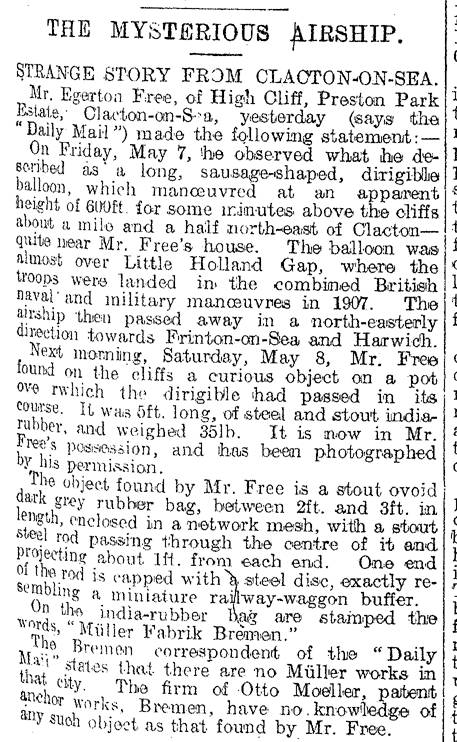 THE MYSTERIOUS AIRSHIP.
STRANGE STORY FROM CLACTON-ON-SEA.
Mr. Egerton Free, of High Cliff, Preston Park
Estate, Clacton-on-Sea, yesterday (says the
"Daily Mail") made the following statement:—
On Friday, May 7, he observed what he de-
scribed as a long, sausage-shaped, dirigible
balloon, which manœuvred at an apparent
height of 600ft. for some minutes above the cliffs
about a mile and a half north-east of Clacton—
quite near Mr. Free's house. The balloon was
almost over Little Holland Gap, where the
troops were landed in the combined British
naval and military manœuvres in 1907. The
airship then passed away in a north-easterly
direction towards Frinton-on-Sea and Harwich.
Next morning, Saturday, May 8, Mr. Free
found on the cliffs a curious object on a pot
ove rwhich the dirigible had passed in its
course. It was 5ft. long, of steel and stout india-
rubber, and weighed 35lb. It is now in Mr.
Free's possession, and has been photographed
by his permission.
The object found by Mr. Free is a stout ovoid
dark grey rubber bag, between 2ft. and 3ft. in
length, enclosed in a network mesh, with a stout
steel rod passing through the centre of it and
projecting about 1ft. from each end. One end
of the rod is capped with a steel disc, exactly re-
sembling a miniature railway-waggon buffer.
On the india-rubber bag are stamped the
words, "Müller Fabrik Bremen."
The Bremen correspondent of the "Daily
Mail" states that there are no Müller works in
that city. The firm of Otto Moeller, patent
anchor works, Bremen, have no knowledge of
any such object as that found by Mr. Free.